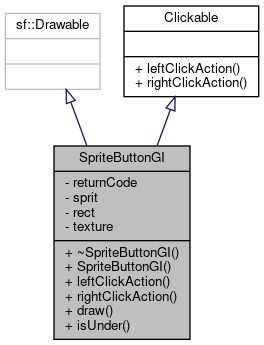 sf::Drawable
Clickable
+ leftClickAction()
+ rightClickAction()
SpriteButtonGI
- returnCode
- sprit
- rect
- texture
+ ~SpriteButtonGI()
+ SpriteButtonGI()
+ leftClickAction()
+ rightClickAction()
+ draw()
+ isUnder()